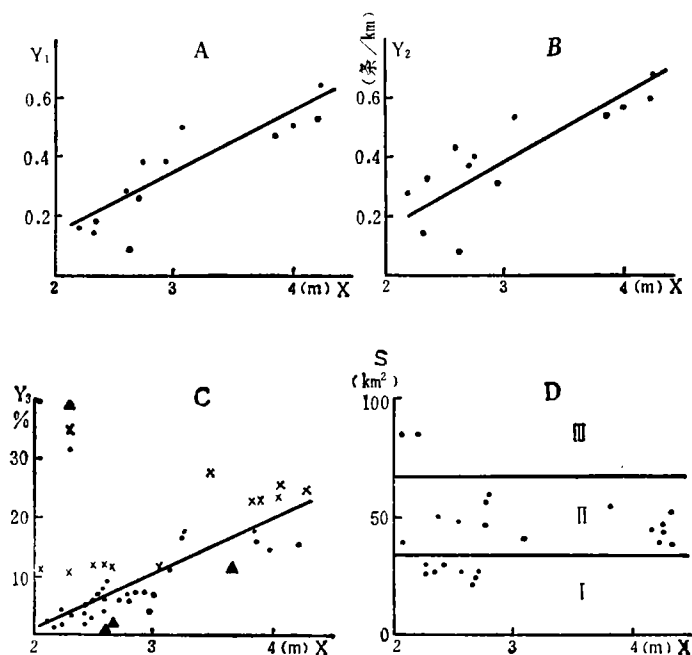 Y₁ A
0.6
0.4
0.2
2 3 4 (m) X
(条/km) Y₂ B
0.6
0.4
0.2
2 3 4 (m) X
Y₃ C
%
30
20
10
2 3 4 (m) X
S D
(km²)
100
50
0
Ⅲ
Ⅱ
Ⅰ
2 3 4 (m) X